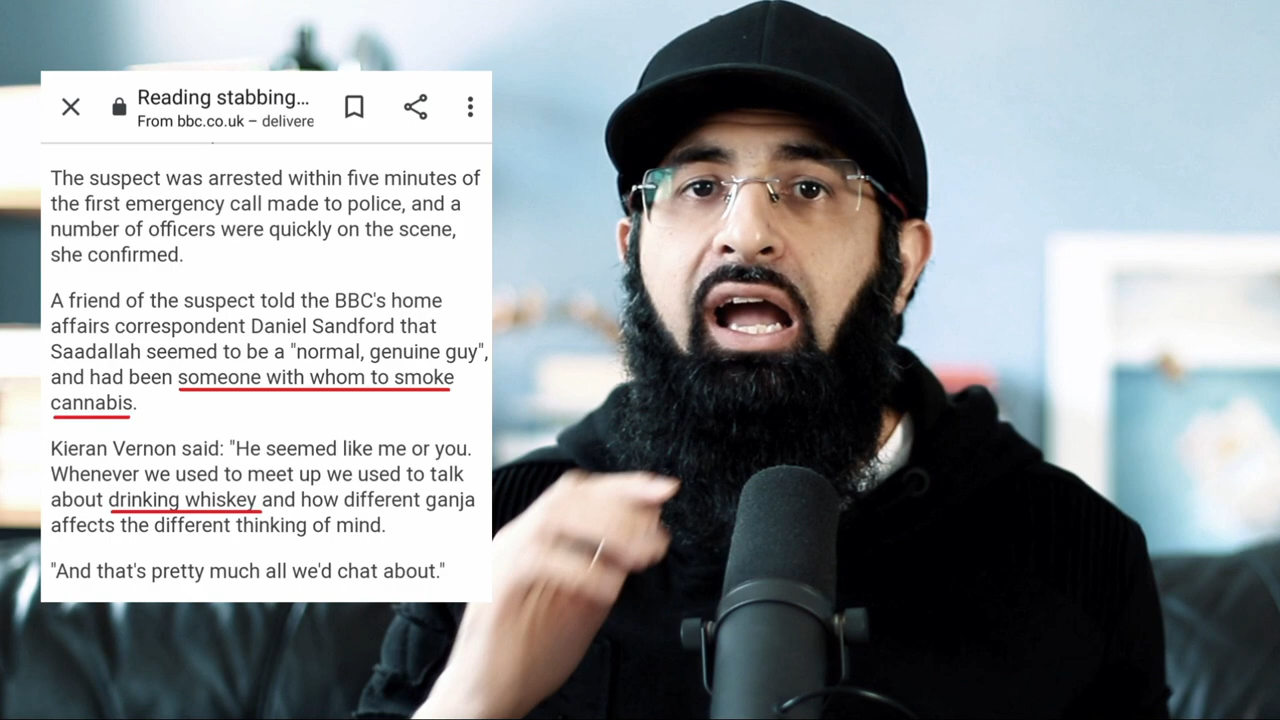 Reading stabbing...
From bbc.co.uk – delivere
The suspect was arrested within five minutes of
the first emergency call made to police, and a
number of officers were quickly on the scene,
she confirmed.
A friend of the suspect told the BBC's home
affairs correspondent Daniel Sandford that
Saadallah seemed to be a "normal, genuine guy",
and had been someone with whom to smoke
cannabis.
Kieran Vernon said: "He seemed like me or you.
Whenever we used to meet up we used to talk
about drinking whiskey and how different ganja
affects the different thinking of mind.
"And that's pretty much all we'd chat about."